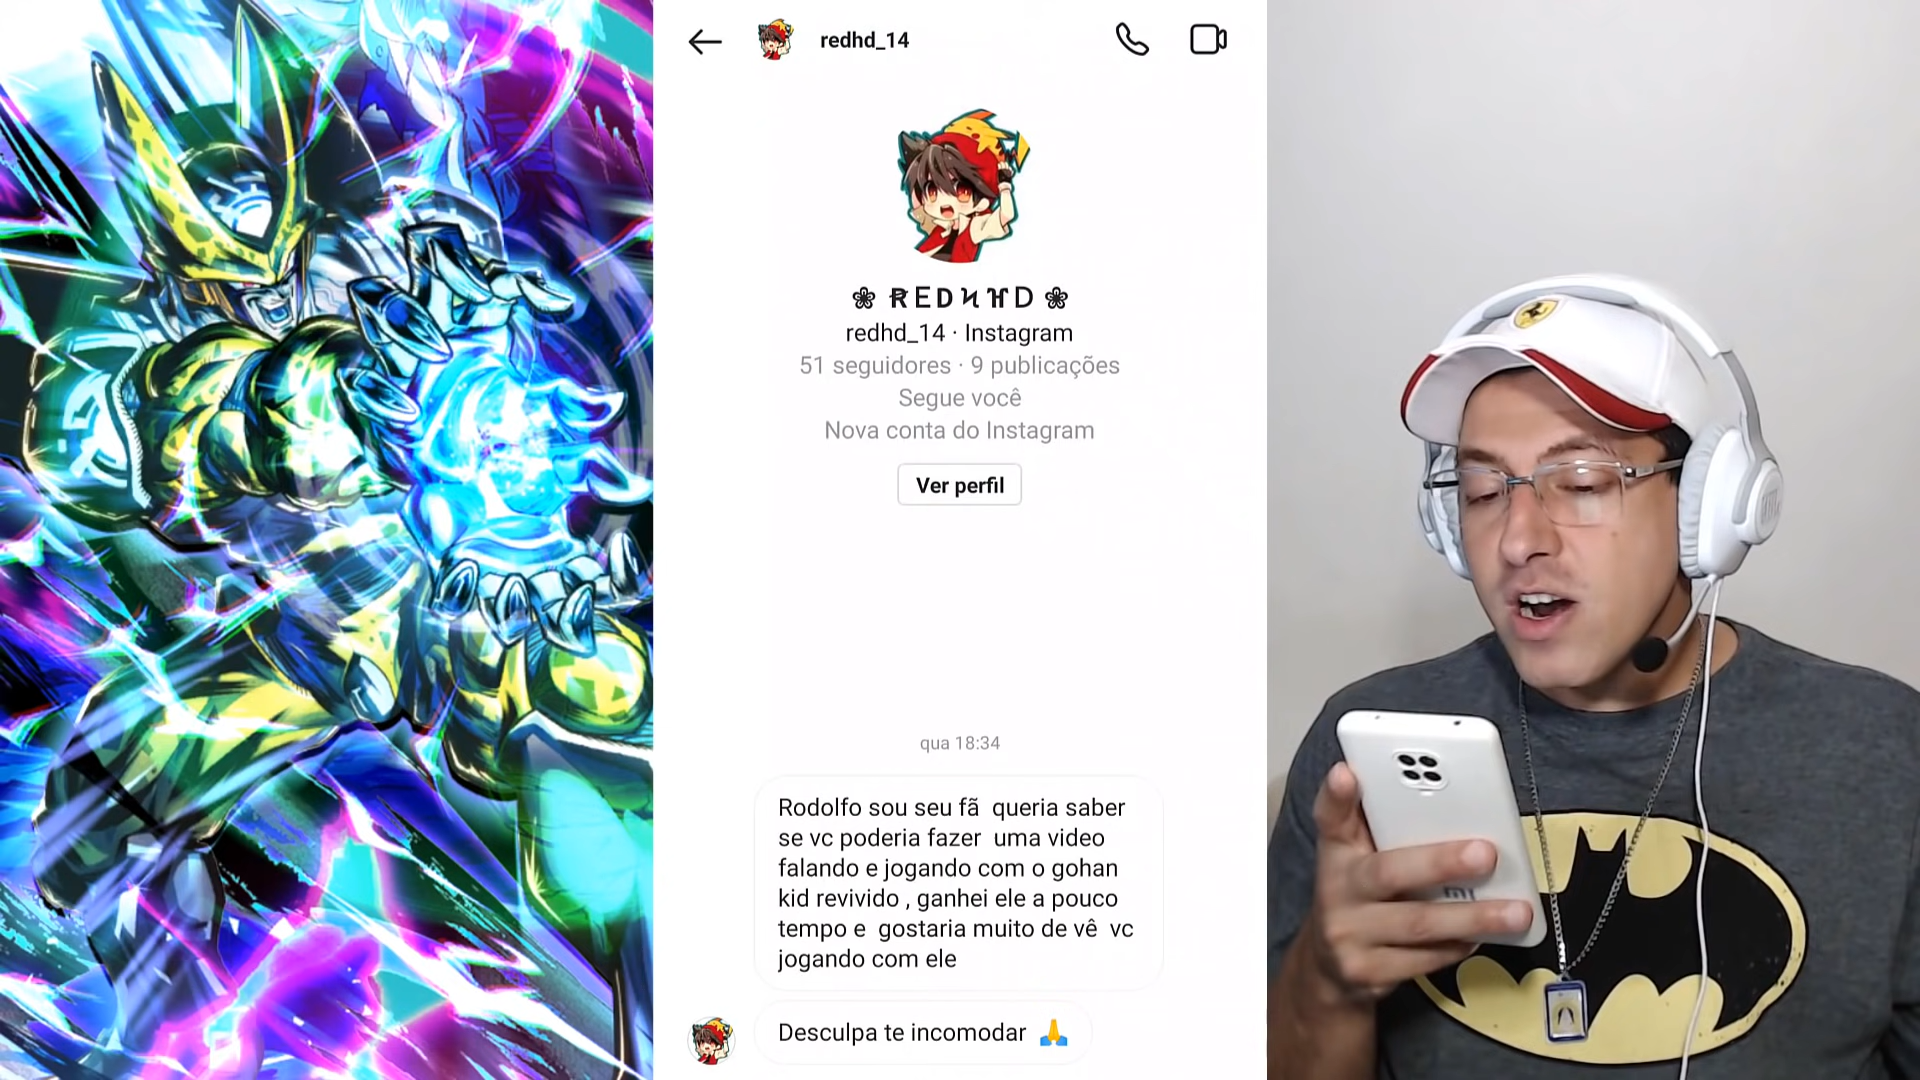 redhd_14
❀ ꞦEDϞꞪD ❀
redhd_14 · Instagram
51 seguidores · 9 publicações
Segue você
Nova conta do Instagram
Ver perfil
qua 18:34
Rodolfo sou seu fã  queria saber
se vc poderia fazer  uma video
falando e jogando com o gohan
kid revivido , ganhei ele a pouco
tempo e  gostaria muito de vê  vc
jogando com ele
Desculpa te incomodar 🙏